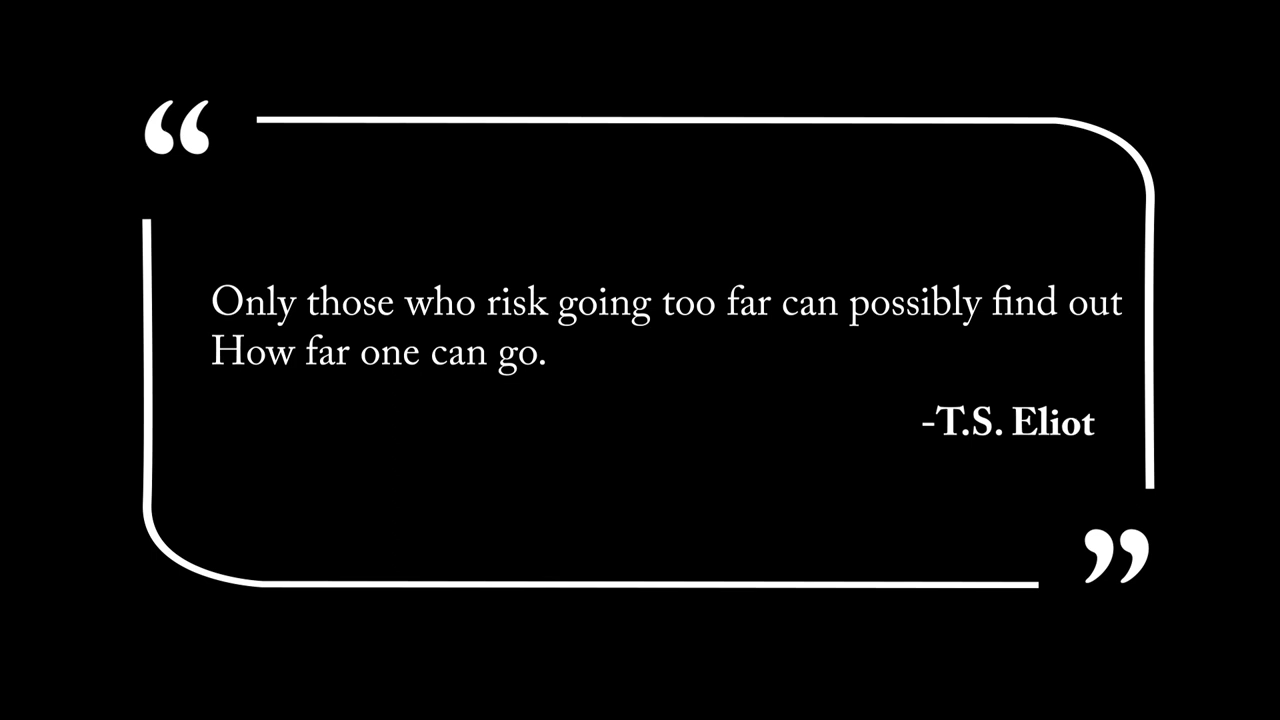 “
Only those who risk going too far can possibly find out
How far one can go.
-T.S. Eliot
”